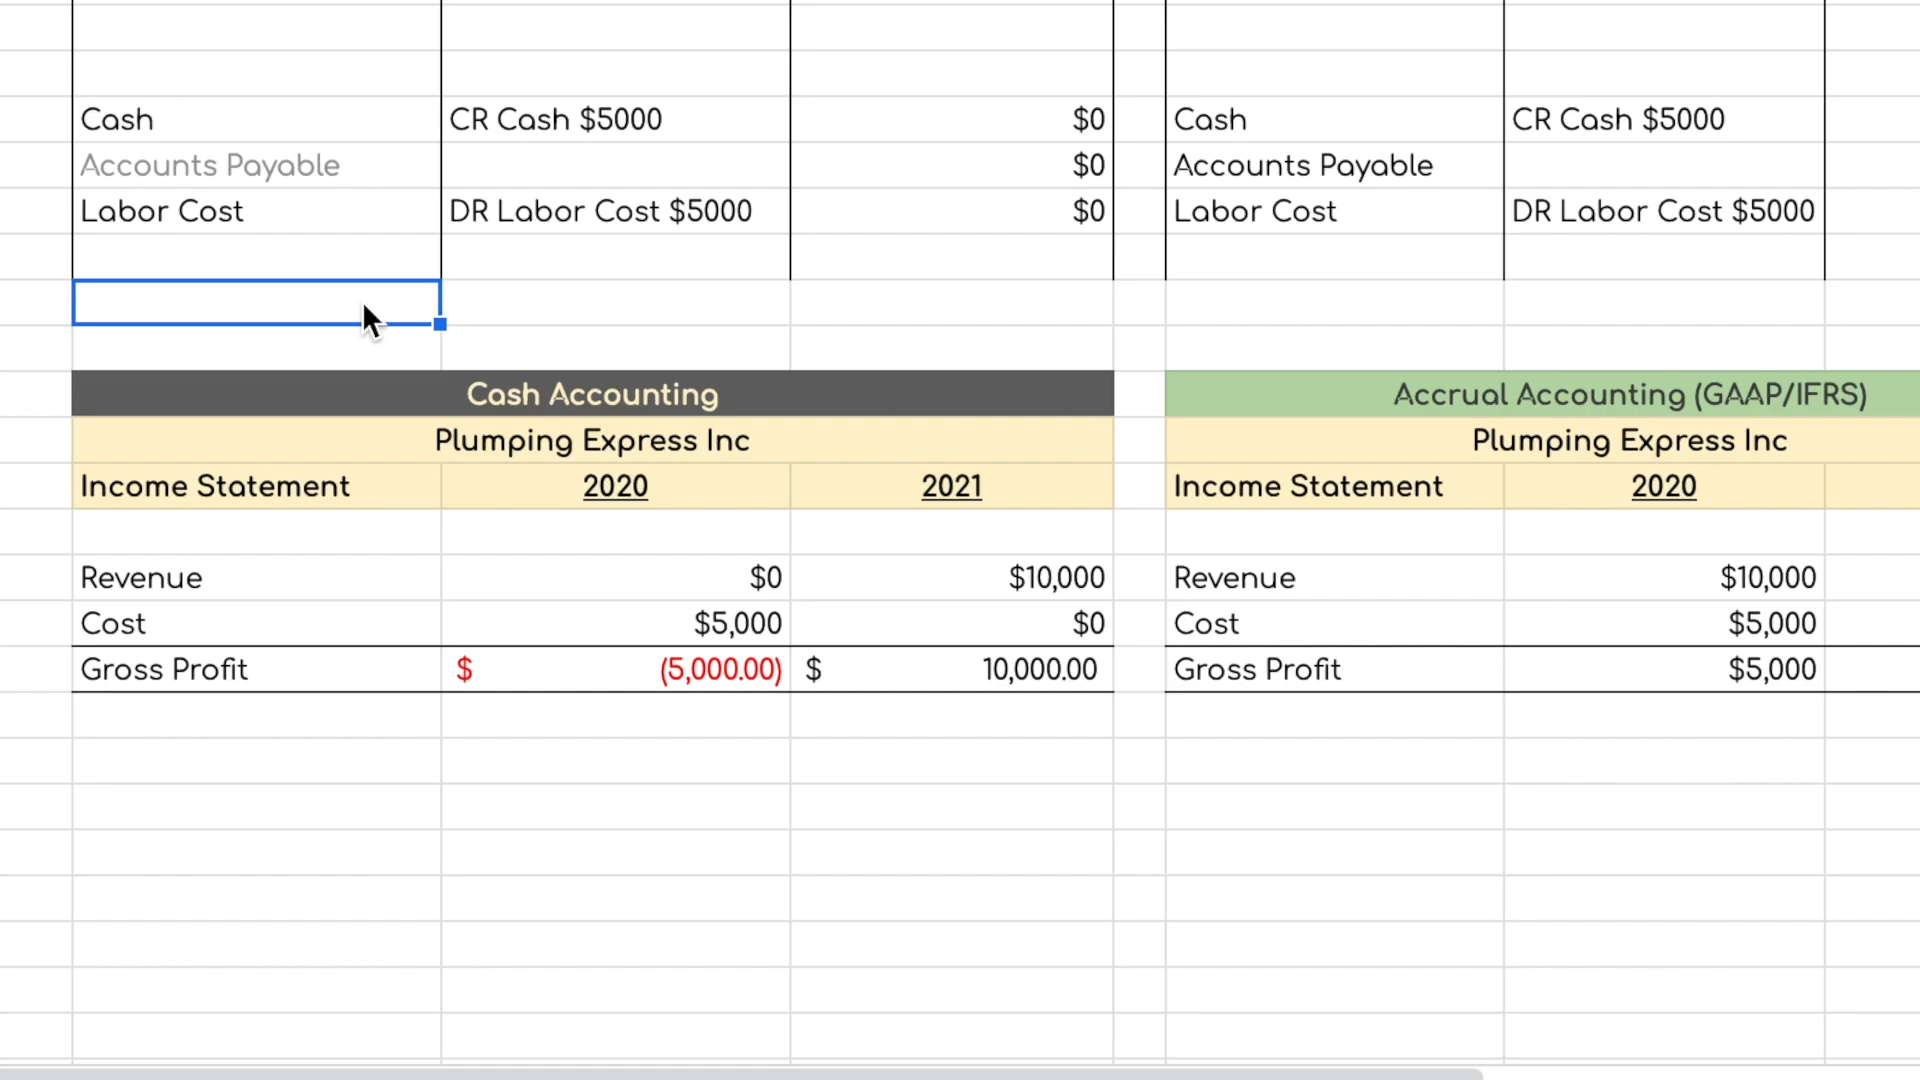 Cash CR Cash $5000 $0 Cash CR Cash $5000
Accounts Payable $0 Accounts Payable
Labor Cost DR Labor Cost $5000 $0 Labor Cost DR Labor Cost $5000
Cash Accounting Accrual Accounting (GAAP/IFRS)
Plumping Express Inc Plumping Express Inc
Income Statement 2020 2021 Income Statement 2020
Revenue $0 $10,000 Revenue $10,000
Cost $5,000 $0 Cost $5,000
Gross Profit $ (5,000.00) $ 10,000.00 Gross Profit $5,000